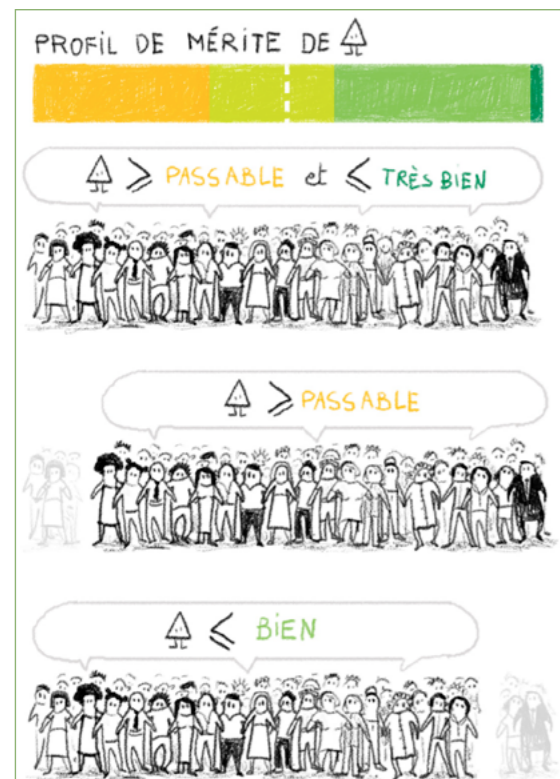 PROFIL DE MÉRITE DE
⩾ PASSABLE et ⩽ TRÈS BIEN
⩾ PASSABLE
⩽ BIEN